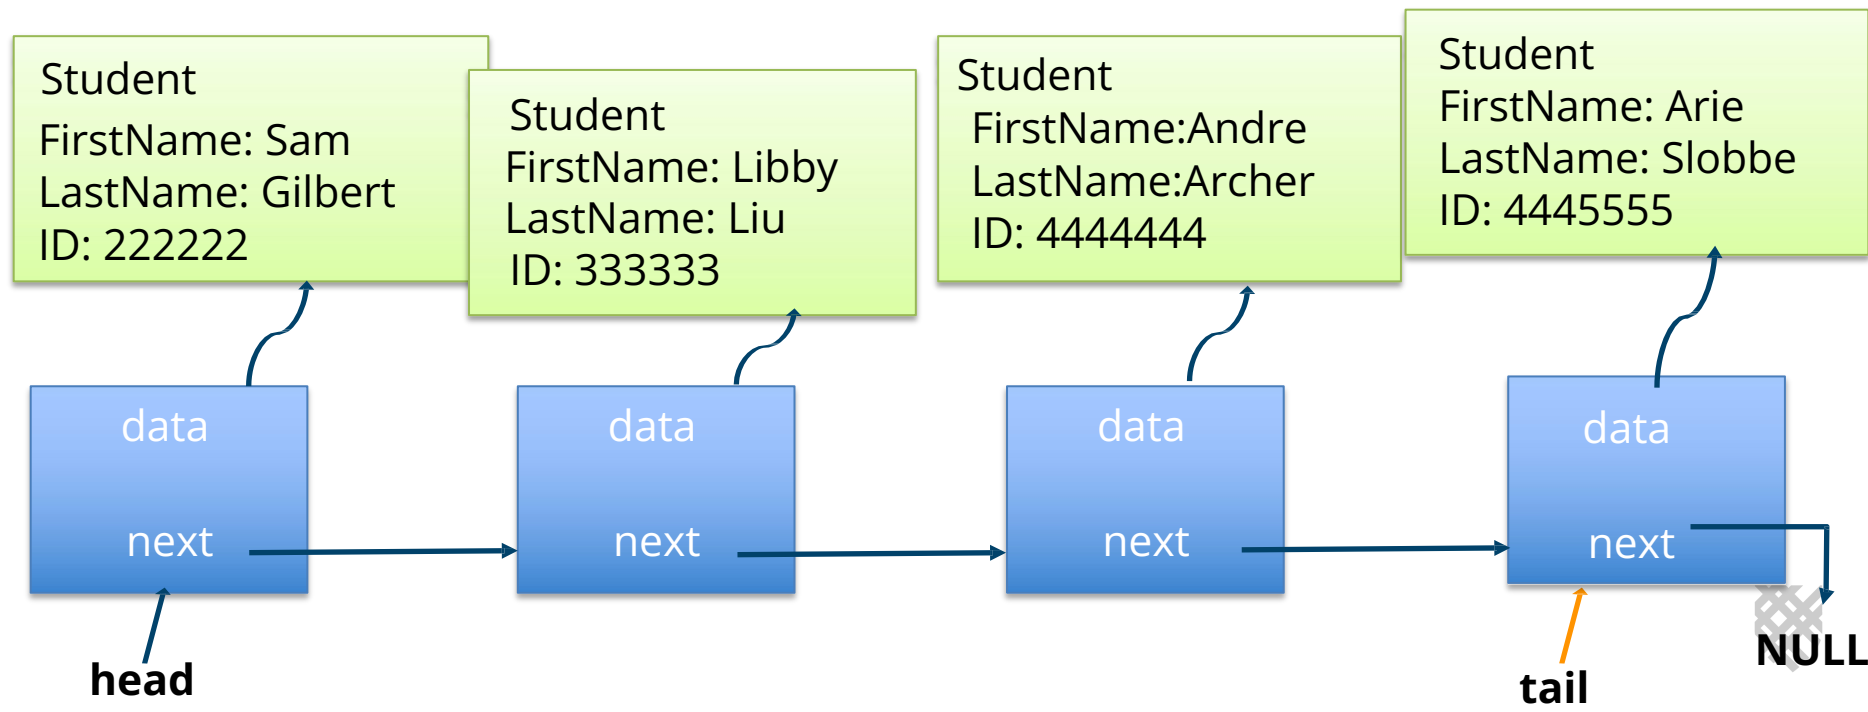 Student
FirstName: Sam
LastName: Gilbert
ID: 222222
Student
FirstName: Libby
LastName: Liu
ID: 333333
Student
FirstName:Andre
LastName:Archer
ID: 4444444
Student
FirstName: Arie
LastName: Slobbe
ID: 4445555
data
next
data
next
data
next
data
next
head
tail
NULL